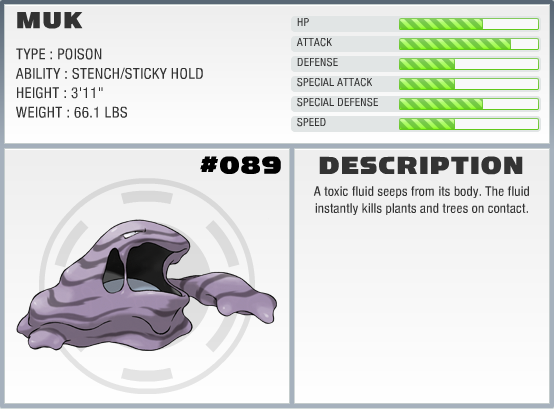 MUK
TYPE : POISON
ABILITY : STENCH/STICKY HOLD
HEIGHT : 3'11"
WEIGHT : 66.1 LBS
HP
ATTACK
DEFENSE
SPECIAL ATTACK
SPECIAL DEFENSE
SPEED
#089
DESCRIPTION
A toxic fluid seeps from its body. The fluid
instantly kills plants and trees on contact.